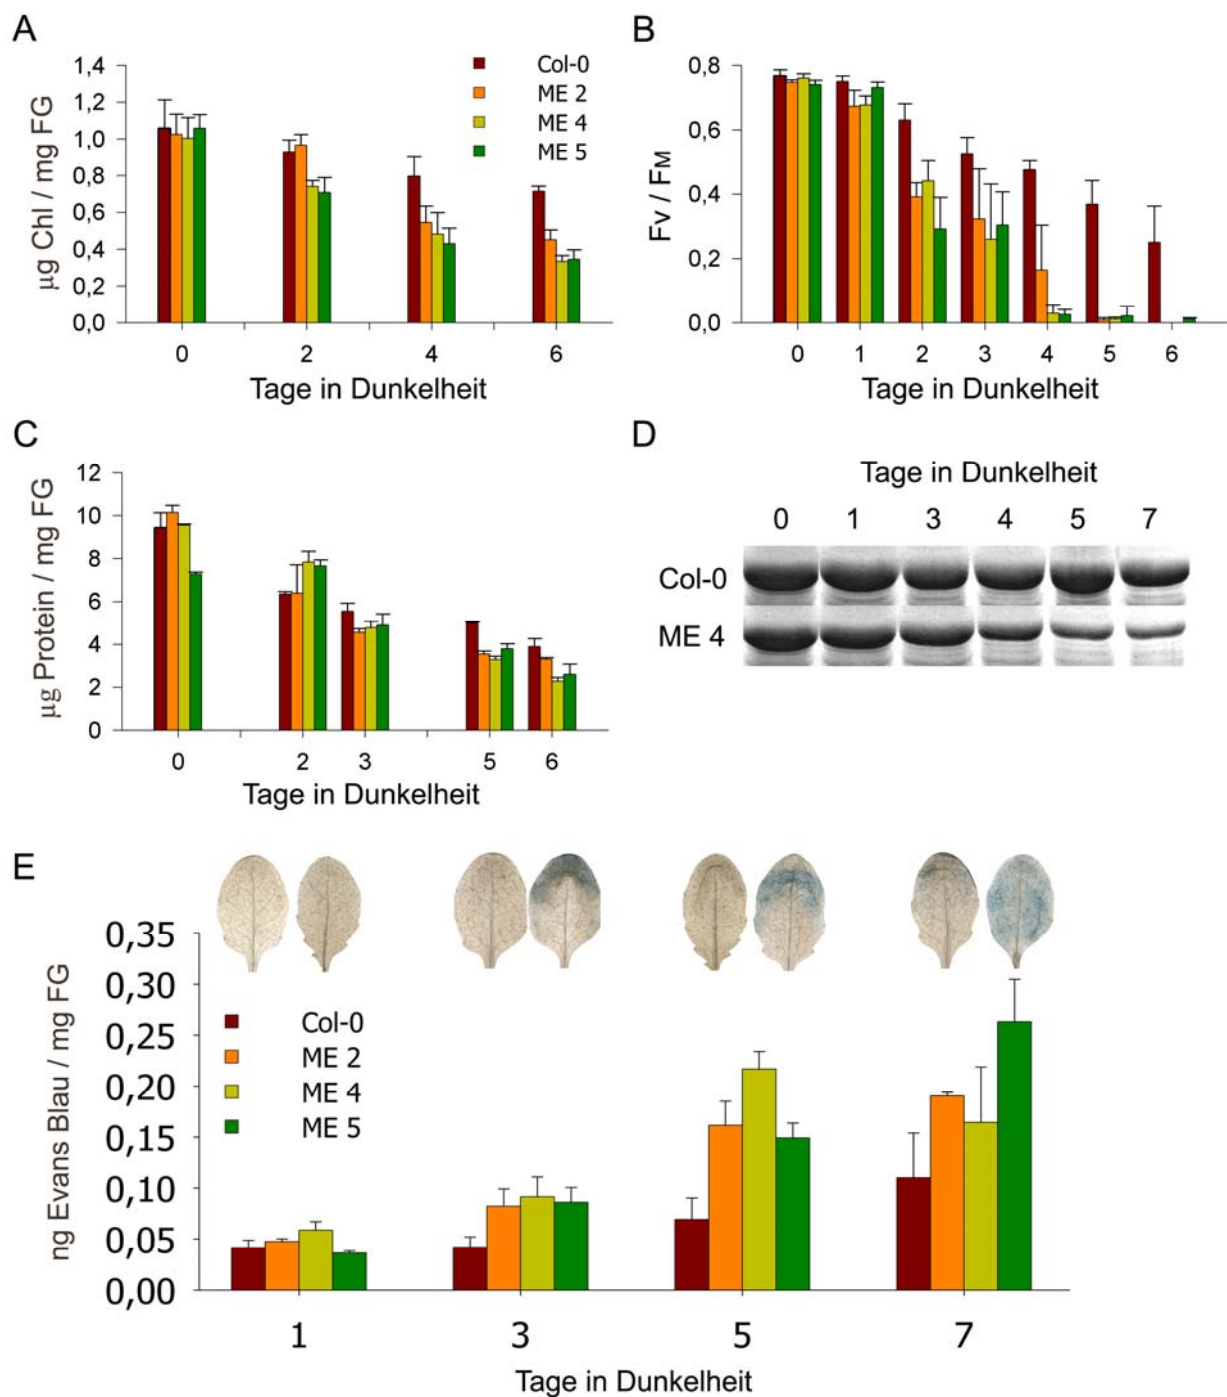 A
1,4
1,2
1,0
0,8
0,6
0,4
0,2
0,0
µg Chl / mg FG
Col-0
ME 2
ME 4
ME 5
0 2 4 6
Tage in Dunkelheit
B
0,8
0,6
0,4
0,2
0,0
Fv / FM
0 1 2 3 4 5 6
Tage in Dunkelheit
C
12
10
8
6
4
2
0
µg Protein / mg FG
0 2 3 5 6
Tage in Dunkelheit
D
Tage in Dunkelheit
0 1 3 4 5 7
Col-0
ME 4
E
0,35
0,30
0,25
0,20
0,15
0,10
0,05
0,00
ng Evans Blau / mg FG
Col-0
ME 2
ME 4
ME 5
1 3 5 7
Tage in Dunkelheit